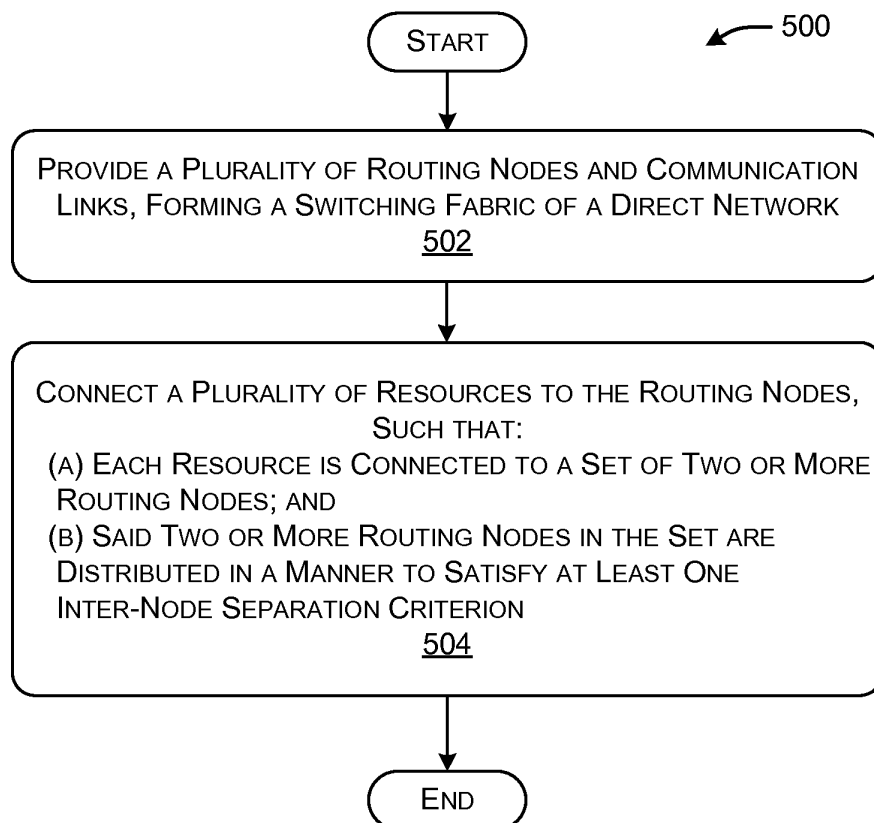 START
500
PROVIDE A PLURALITY OF ROUTING NODES AND COMMUNICATION
LINKS, FORMING A SWITCHING FABRIC OF A DIRECT NETWORK
502
CONNECT A PLURALITY OF RESOURCES TO THE ROUTING NODES,
SUCH THAT:
(A) EACH RESOURCE IS CONNECTED TO A SET OF TWO OR MORE
ROUTING NODES; AND
(B) SAID TWO OR MORE ROUTING NODES IN THE SET ARE
DISTRIBUTED IN A MANNER TO SATISFY AT LEAST ONE
INTER-NODE SEPARATION CRITERION
504
END